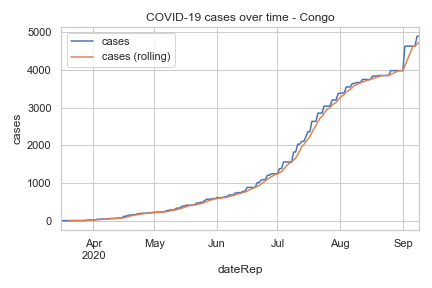 COVID-19 cases over time - Congo
cases
cases (rolling)
5000
4000
3000
2000
1000
0
cases
Apr
2020
May
Jun
Jul
Aug
Sep
dateRep